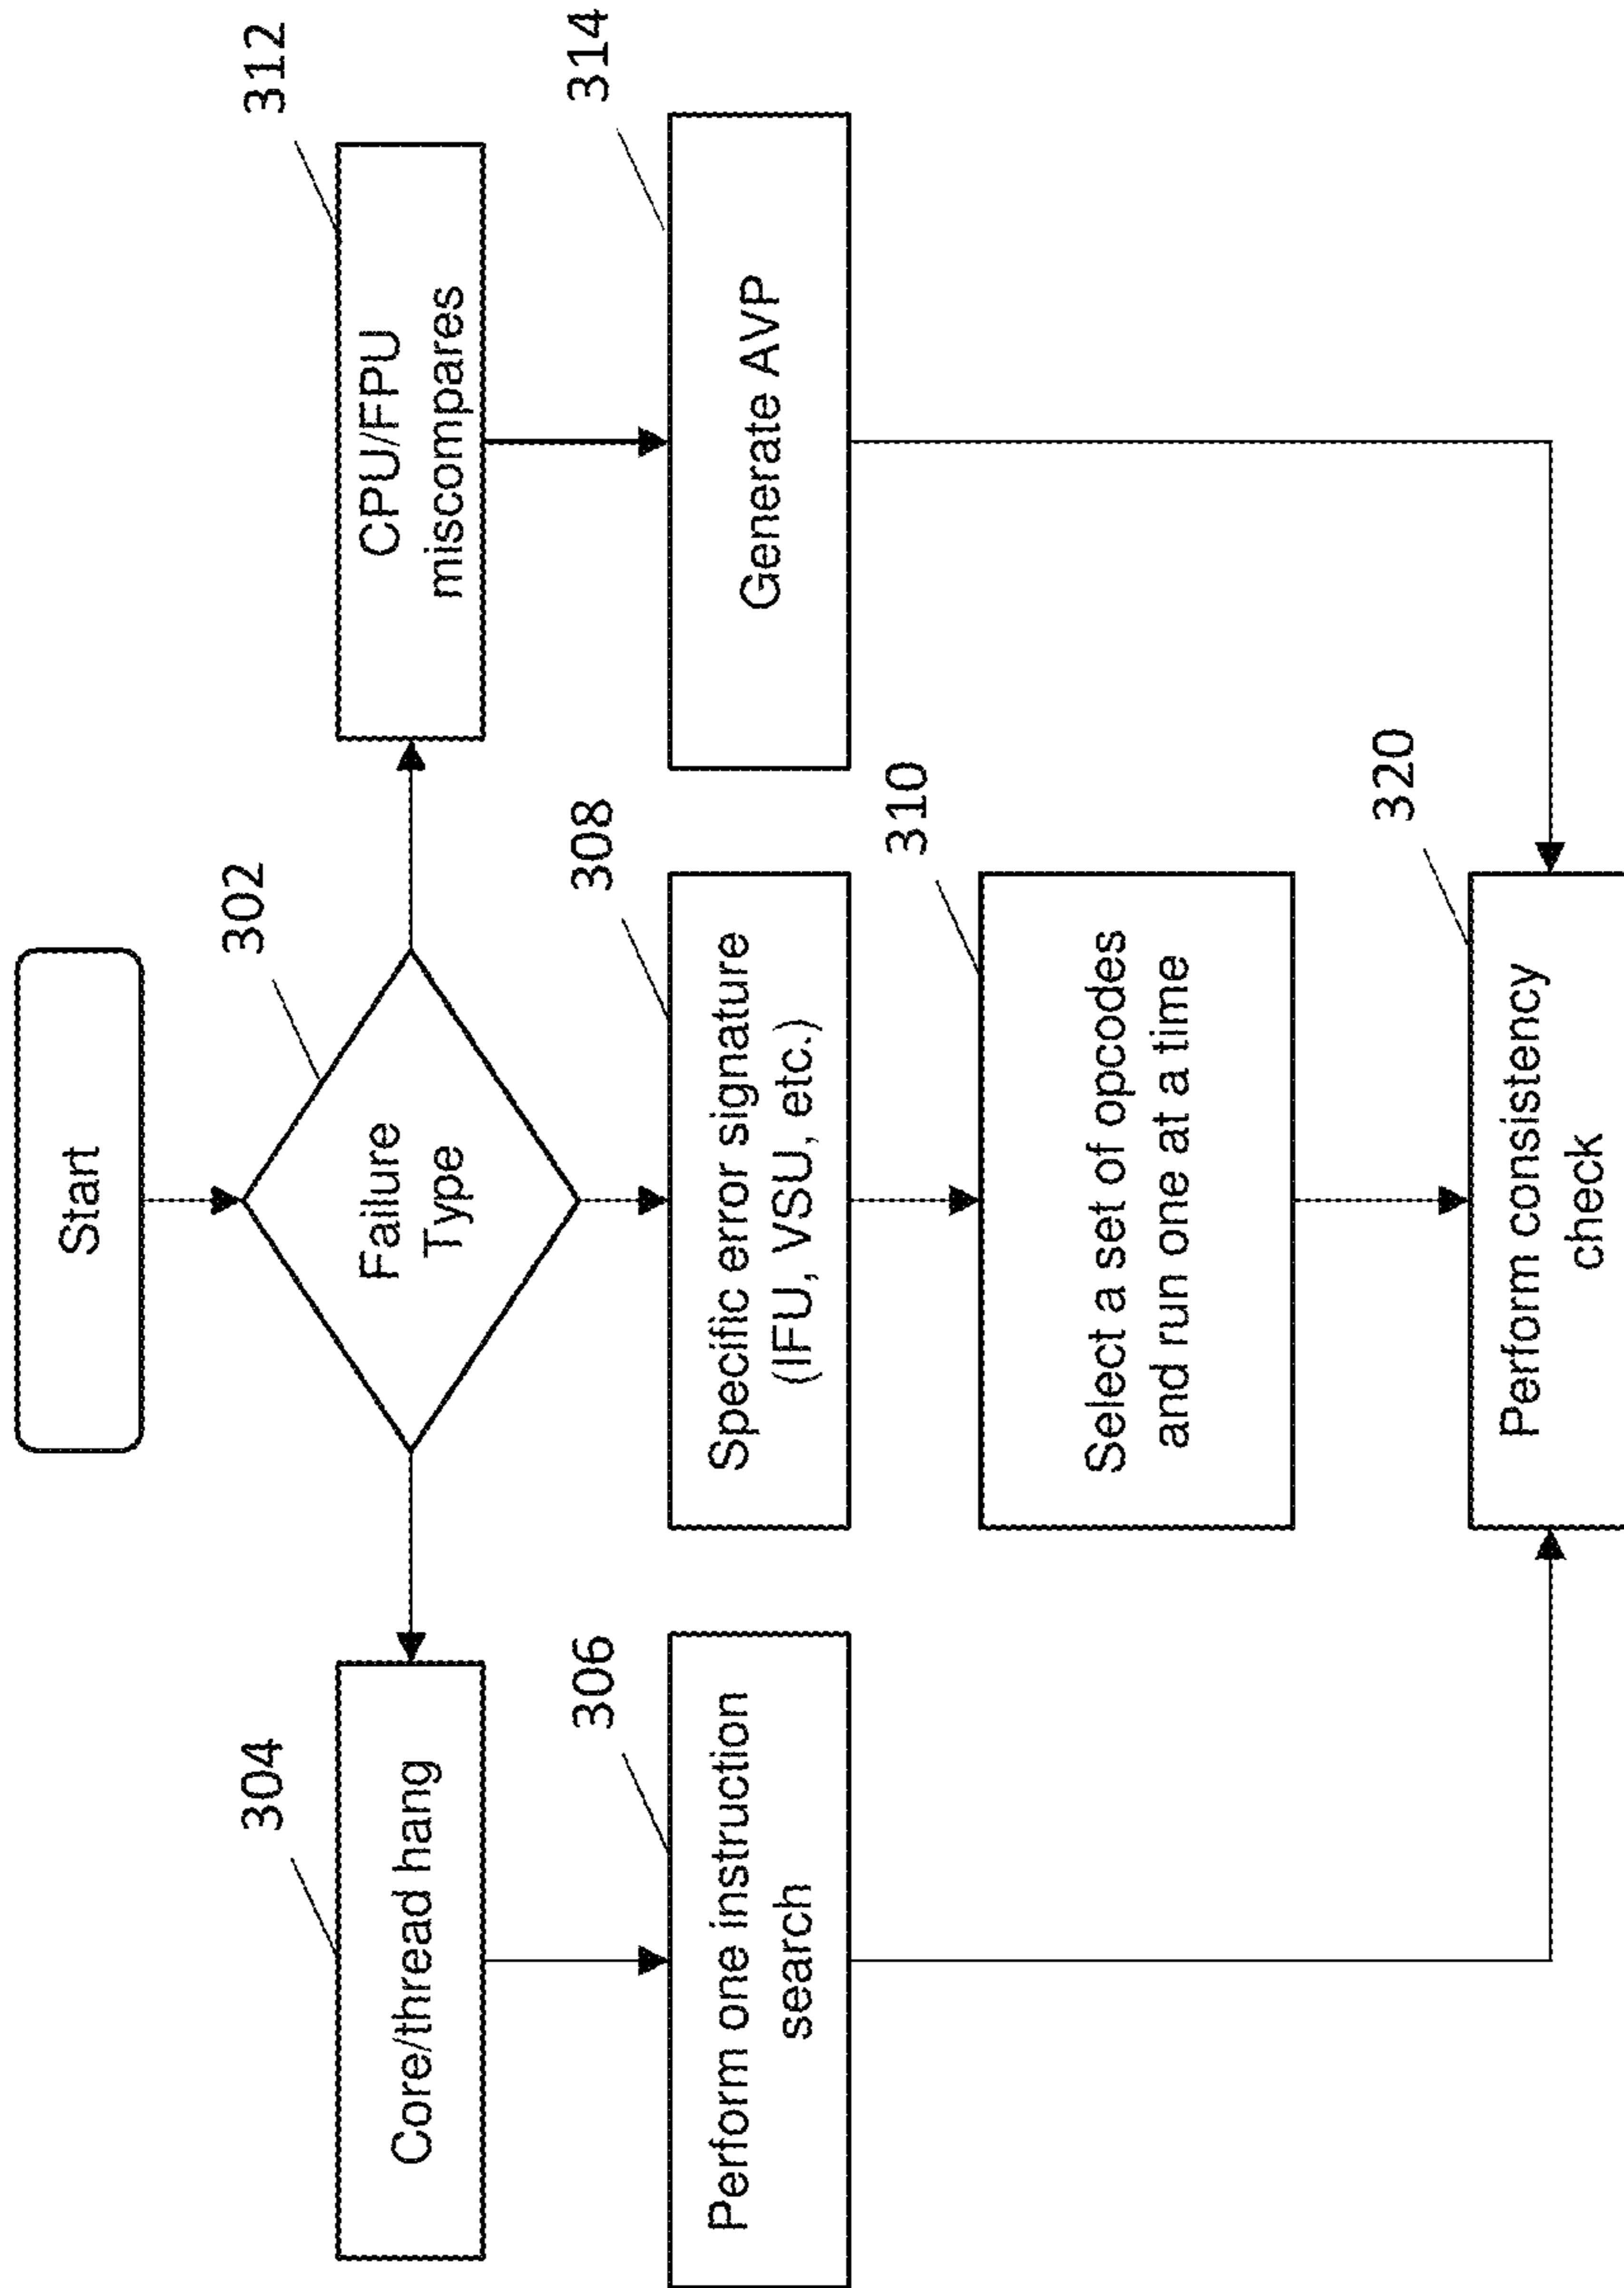 Start
302
Failure
Type
304
Core/thread hang
306
Perform one instruction
search
308
Specific error signature
(IFU, VSU, etc.)
310
Select a set of opcodes
and run one at a time
312
CPU/FPU
miscompares
314
Generate AVP
320
Perform consistency
check